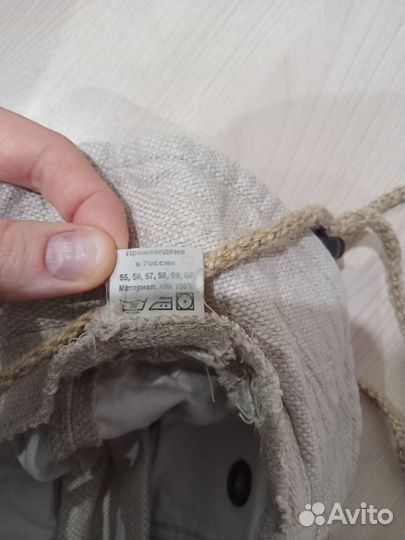 Произведено
в России
55, 56, 57, 58, 59, 60
Материал: лён 100%
Avito